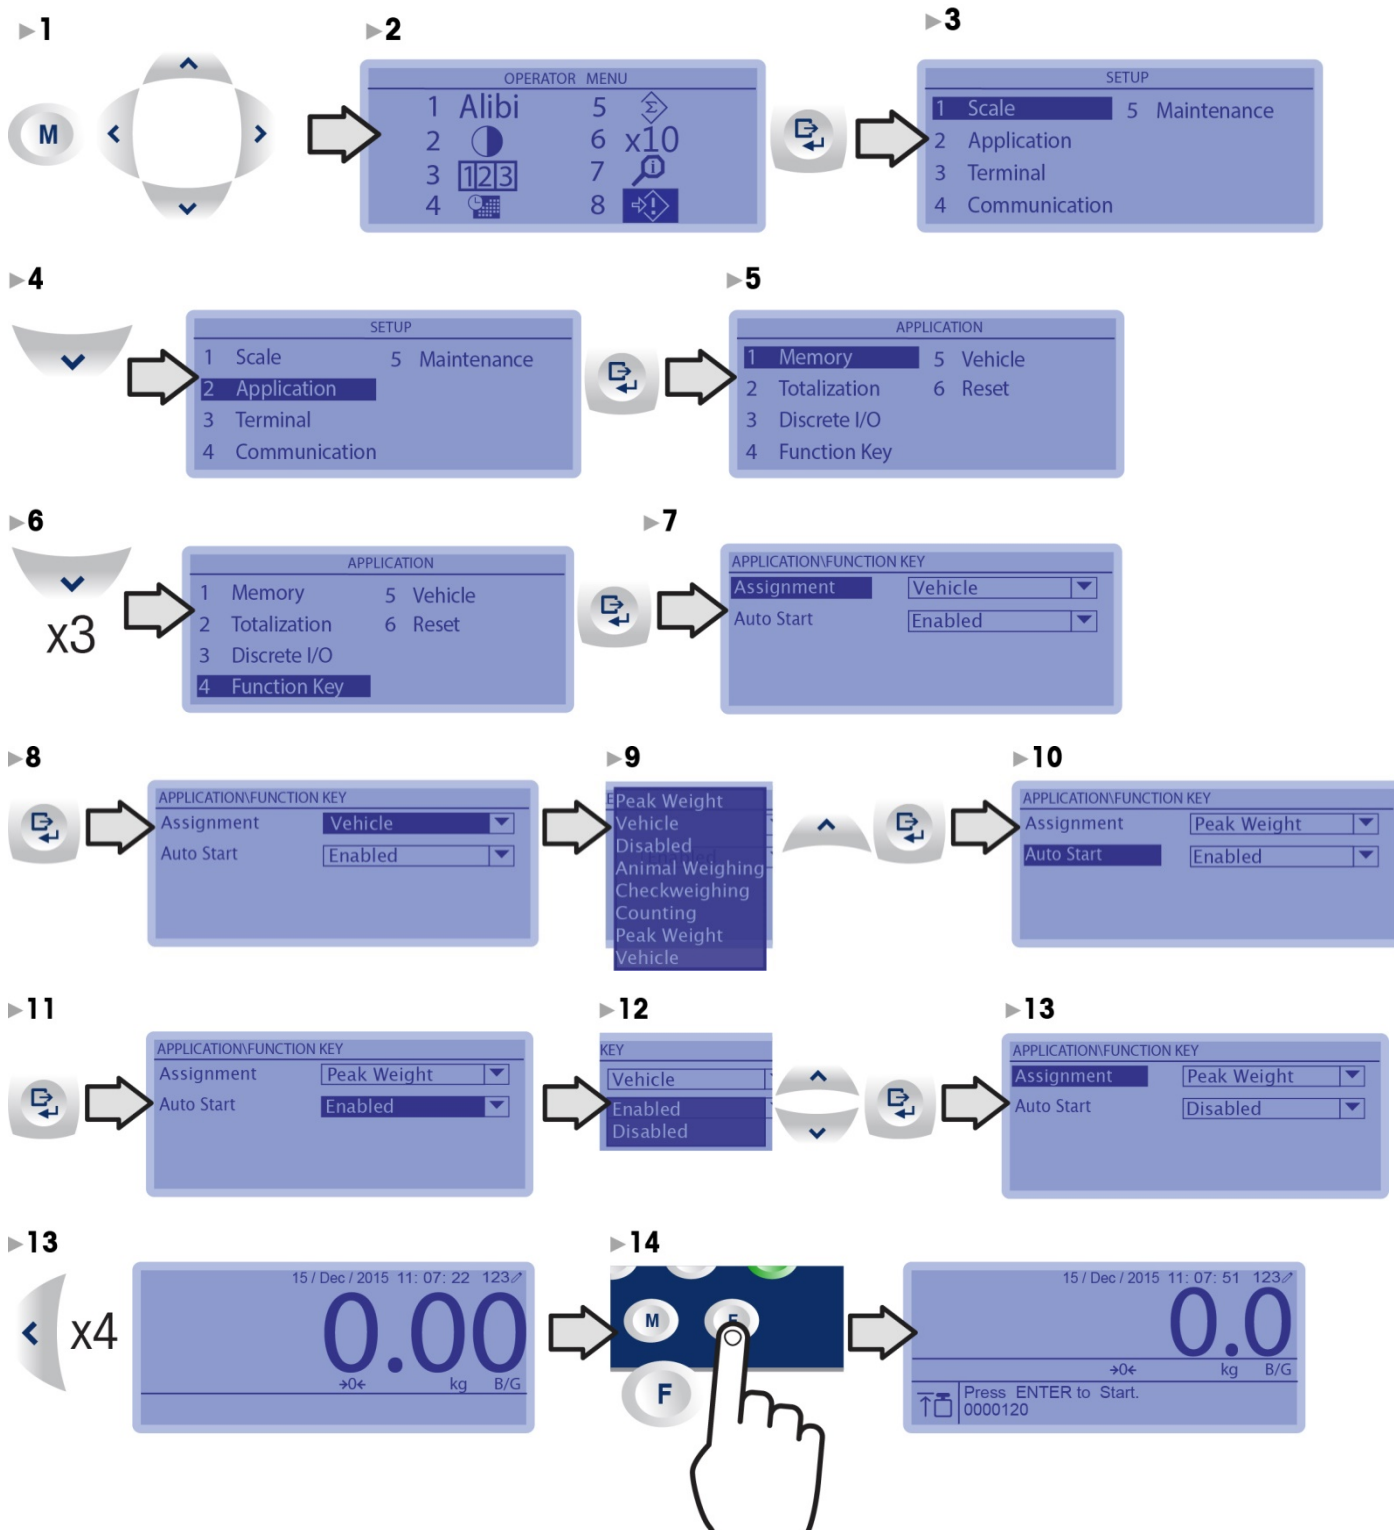 ▶1
M
▶2
OPERATOR MENU
1 Alibi
2
3 123
4
5 Σ
6 x10
7 i
8
▶3
SETUP
1 Scale
2 Application
3 Terminal
4 Communication
5 Maintenance
▶4
SETUP
1 Scale
2 Application
3 Terminal
4 Communication
5 Maintenance
▶5
APPLICATION
1 Memory
2 Totalization
3 Discrete I/O
4 Function Key
5 Vehicle
6 Reset
▶6
x3
APPLICATION
1 Memory
2 Totalization
3 Discrete I/O
4 Function Key
5 Vehicle
6 Reset
▶7
APPLICATION\FUNCTION KEY
Assignment Vehicle
Auto Start Enabled
▶8
APPLICATION\FUNCTION KEY
Assignment Vehicle
Auto Start Enabled
▶9
Peak Weight
Vehicle
Disabled
Animal Weighing
Checkweighing
Counting
Peak Weight
Vehicle
▶10
APPLICATION\FUNCTION KEY
Assignment Peak Weight
Auto Start Enabled
▶11
APPLICATION\FUNCTION KEY
Assignment Peak Weight
Auto Start Enabled
▶12
KEY
Vehicle
Enabled
Disabled
▶13
APPLICATION\FUNCTION KEY
Assignment Peak Weight
Auto Start Disabled
▶13
x4
15 / Dec / 2015 11: 07: 22 123
0.00
→0← kg B/G
▶14
M F
F
15 / Dec / 2015 11: 07: 51 123
0.0
→0← kg B/G
Press ENTER to Start.
0000120